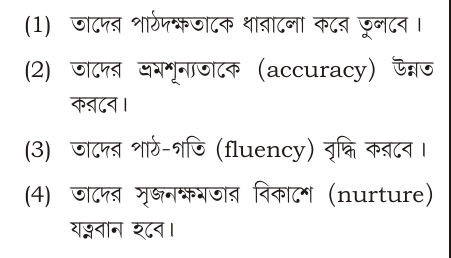 (1) তাদের পাঠদক্ষতাকে ধারালো করে তুলবে।
(2) তাদের ভ্রমশূন্যতাকে (accuracy) উন্নত
করবে।
(3) তাদের পাঠ-গতি (fluency) বৃদ্ধি করবে।
(4) তাদের সৃজনক্ষমতার বিকাশে (nurture)
যত্নবান হবে।